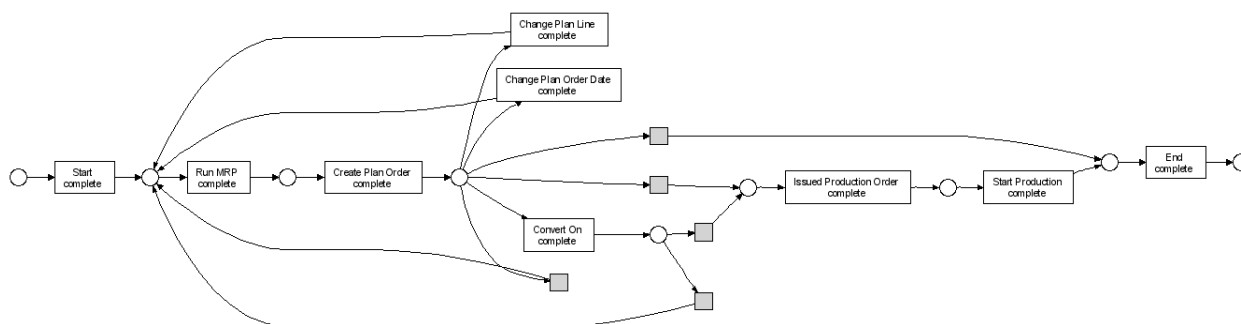 Change Plan Line
complete
Change Plan Order Date
complete
Start
complete
Run MRP
complete
Create Plan Order
complete
Convert On
complete
Issued Production Order
complete
Start Production
complete
End
complete